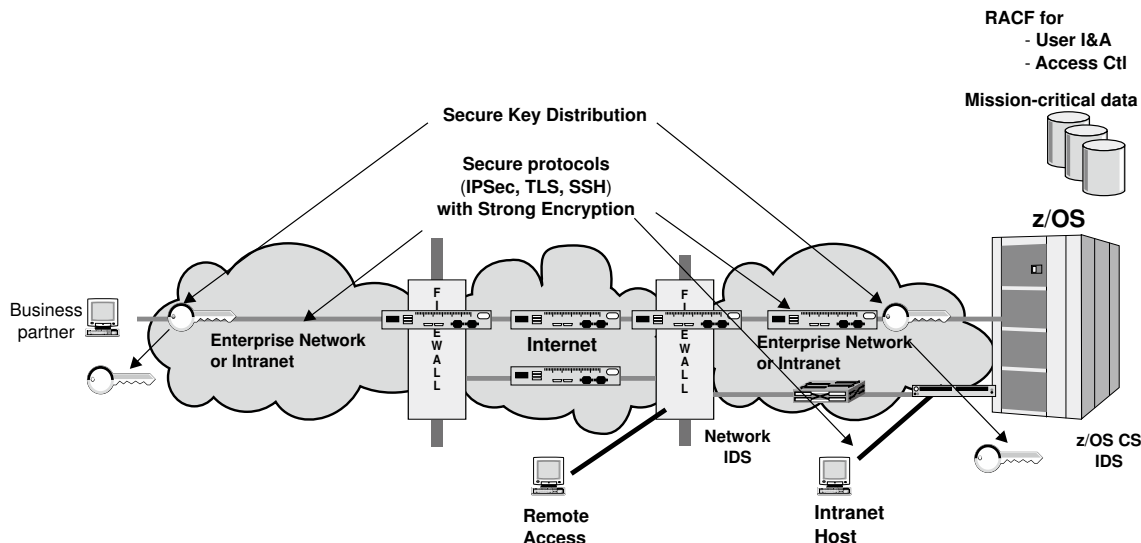 RACF for
- User I&A
- Access Ctl
Mission-critical data
Secure Key Distribution
Secure protocols
(IPSec, TLS, SSH)
with Strong Encryption
z/OS
Business
partner
Enterprise Network
or Intranet
F
I
E
W
A
L
L
Internet
F
I
E
W
A
L
L
Enterprise Network
or Intranet
Network
IDS
z/OS CS
IDS
Remote
Access
Intranet
Host